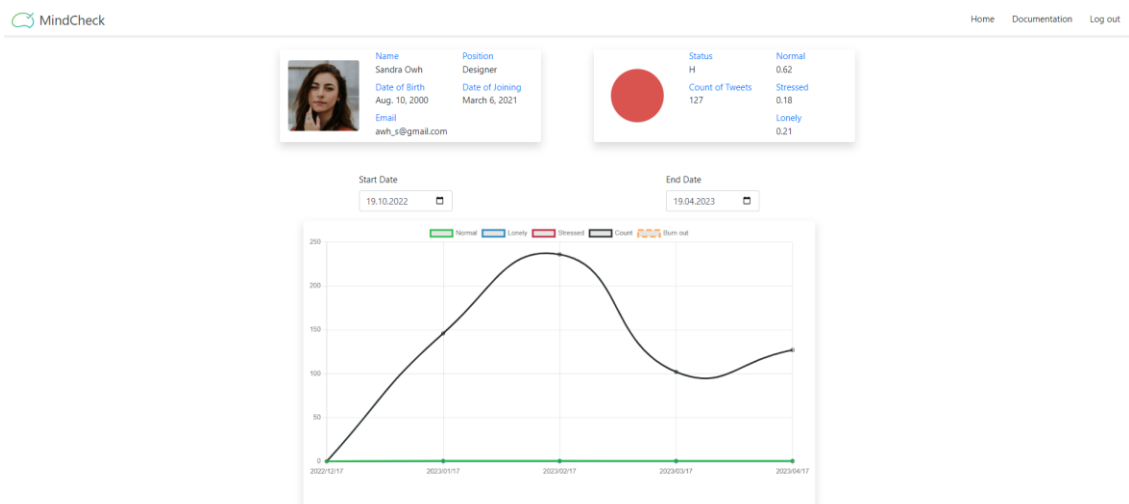 MindCheck
Home Documentation Log out
Name Position
Sandra Owh Designer
Date of Birth Date of Joining
Aug. 10, 2000 March 6, 2021
Email
awh_s@gmail.com
Status Normal
H 0.62
Count of Tweets Stressed
127 0.18
Lonely
0.21
Start Date End Date
19.10.2022 19.04.2023
Normal Lonely Stressed Count Burn out
250
200
150
100
50
0
2022/12/17 2023/01/17 2023/02/17 2023/03/17 2023/04/17